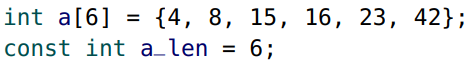 int a[6] = {4, 8, 15, 16, 23, 42};
const int a_len = 6;